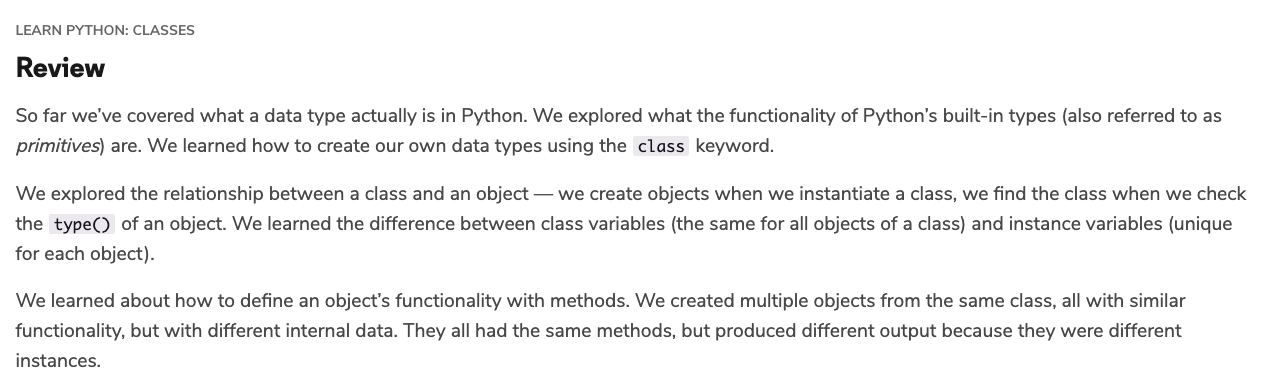 LEARN PYTHON: CLASSES
Review
So far we’ve covered what a data type actually is in Python. We explored what the functionality of Python’s built-in types (also referred to as
primitives) are. We learned how to create our own data types using the class keyword.
We explored the relationship between a class and an object — we create objects when we instantiate a class, we find the class when we check
the type() of an object. We learned the difference between class variables (the same for all objects of a class) and instance variables (unique
for each object).
We learned about how to define an object’s functionality with methods. We created multiple objects from the same class, all with similar
functionality, but with different internal data. They all had the same methods, but produced different output because they were different
instances.